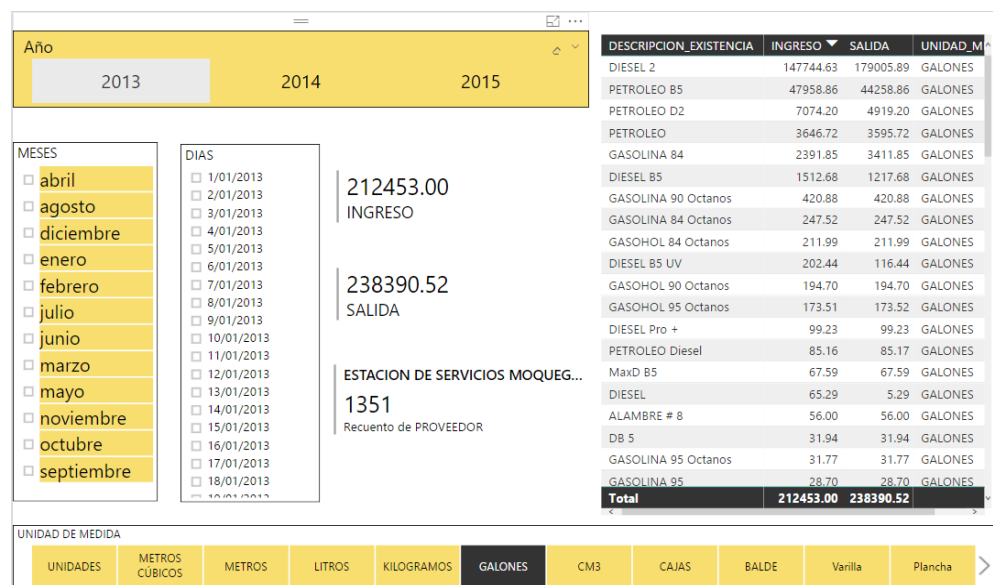 Año
2013 2014 2015
MESES
abril
agosto
diciembre
enero
febrero
julio
junio
marzo
mayo
noviembre
octubre
septiembre
DIAS
1/01/2013
2/01/2013
3/01/2013
4/01/2013
5/01/2013
6/01/2013
7/01/2013
8/01/2013
9/01/2013
10/01/2013
11/01/2013
12/01/2013
13/01/2013
14/01/2013
15/01/2013
16/01/2013
17/01/2013
18/01/2013
212453.00
INGRESO
238390.52
SALIDA
ESTACION DE SERVICIOS MOQUEG...
1351
Recuento de PROVEEDOR
DESCRIPCION_EXISTENCIA INGRESO SALIDA UNIDAD_M
DIESEL 2 147744.63 179005.89 GALONES
PETROLEO B5 47958.86 44258.86 GALONES
PETROLEO D2 7074.20 4919.20 GALONES
PETROLEO 3646.72 3595.72 GALONES
GASOLINA 84 2391.85 3411.85 GALONES
DIESEL B5 1512.68 1217.68 GALONES
GASOLINA 90 Octanos 420.88 420.88 GALONES
GASOLINA 84 Octanos 247.52 247.52 GALONES
GASOHOL 84 Octanos 211.99 211.99 GALONES
DIESEL B5 UV 202.44 116.44 GALONES
GASOHOL 90 Octanos 194.70 194.70 GALONES
GASOHOL 95 Octanos 173.51 173.52 GALONES
DIESEL Pro + 99.23 99.23 GALONES
PETROLEO Diesel 85.16 85.17 GALONES
MaxD B5 67.59 67.59 GALONES
DIESEL 65.29 5.29 GALONES
ALAMBRE # 8 56.00 56.00 GALONES
DB 5 31.94 31.94 GALONES
GASOLINA 95 Octanos 31.77 31.77 GALONES
GASOLINA 95 28.70 28.70 GALONES
Total 212453.00 238390.52
UNIDAD DE MEDIDA
UNIDADES METROS CÚBICOS METROS LITROS KILOGRAMOS GALONES CM3 CAJAS BALDE Varilla Plancha